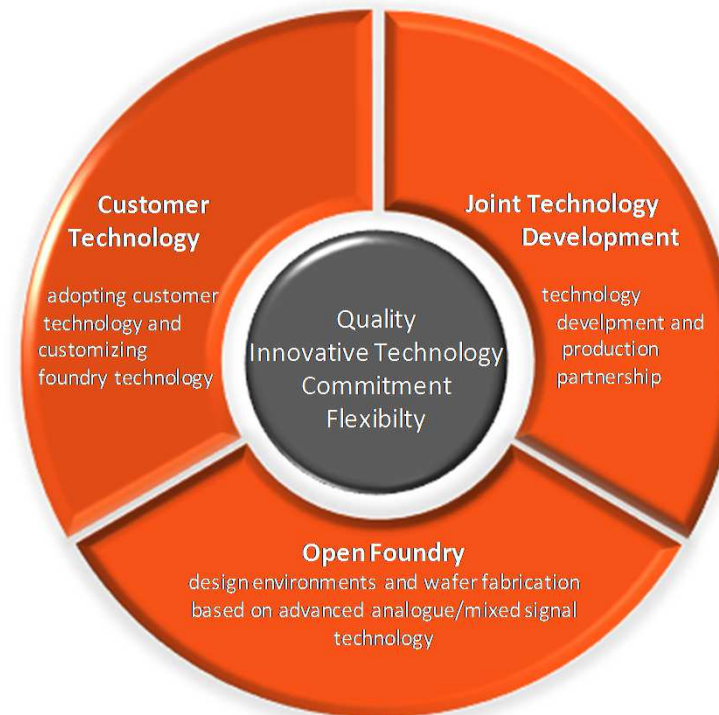 Customer
Technology
adopting customer
technology and
customizing
foundry technology
Joint Technology
Development
technology
develpment and
production
partnership
Quality
Innovative Technology
Commitment
Flexibilty
Open Foundry
design environments and wafer fabrication
based on advanced analogue/mixed signal
technology